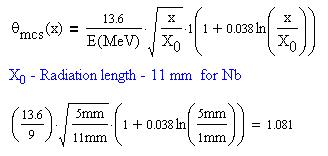 θmcs(x) = 13.6/E(MeV) · √(x/X0) · 1(1 + 0.038 ln(x/X0))
X0 - Radiation length - 11 mm for Nb
(13.6/9) · √(5mm/11mm) · (1 + 0.038 ln(5mm/1mm)) = 1.081